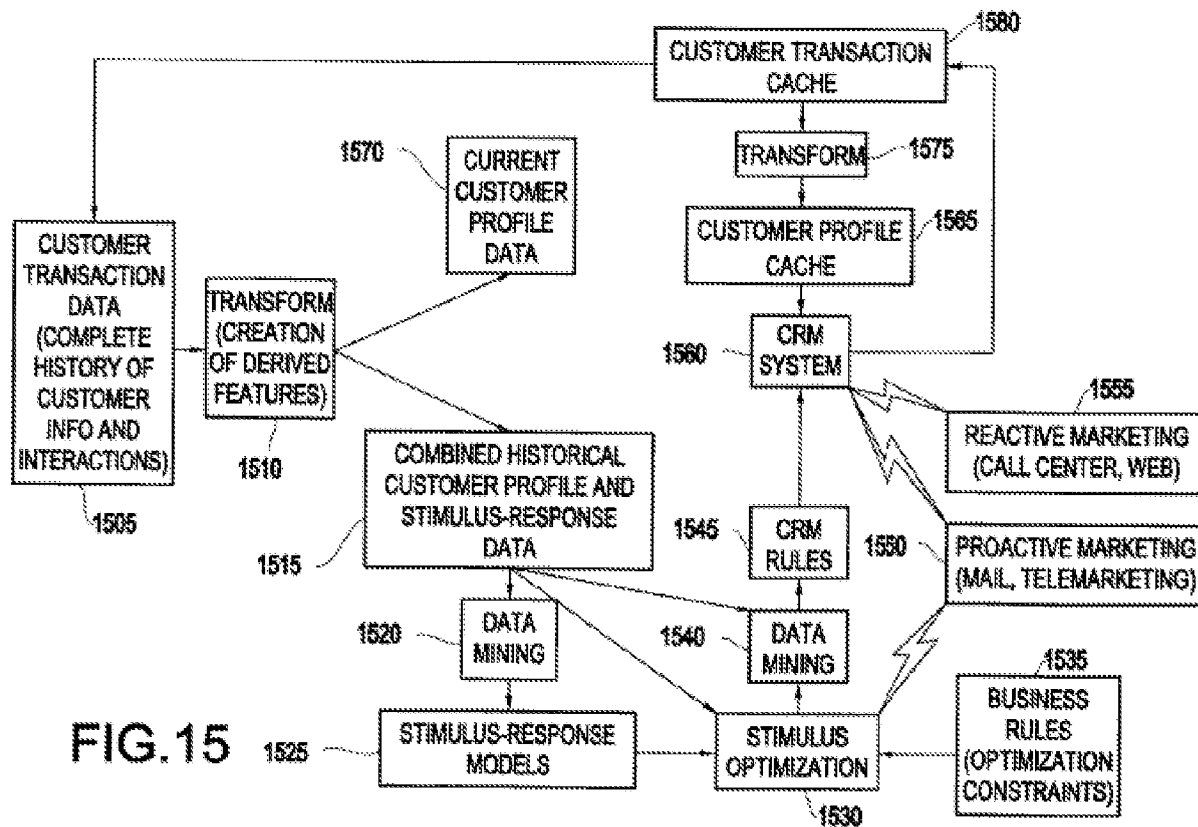 1580
CUSTOMER TRANSACTION
CACHE
1570
CURRENT
CUSTOMER
PROFILE
DATA
TRANSFORM
1575
CUSTOMER PROFILE
CACHE
1565
CUSTOMER
TRANSACTION
DATA
(COMPLETE
HISTORY OF
CUSTOMER
INFO AND
INTERACTIONS)
1505
TRANSFORM
(CREATION
OF DERIVED
FEATURES)
1510
1560
CRM
SYSTEM
1555
REACTIVE MARKETING
(CALL CENTER, WEB)
COMBINED HISTORICAL
CUSTOMER PROFILE AND
STIMULUS-RESPONSE
DATA
1515
1545
CRM
RULES
1550
PROACTIVE MARKETING
(MAIL, TELEMARKETING)
1520
DATA
MINING
1540
DATA
MINING
1535
BUSINESS
RULES
(OPTIMIZATION
CONSTRAINTS)
FIG.15
1525
STIMULUS-RESPONSE
MODELS
STIMULUS
OPTIMIZATION
1530